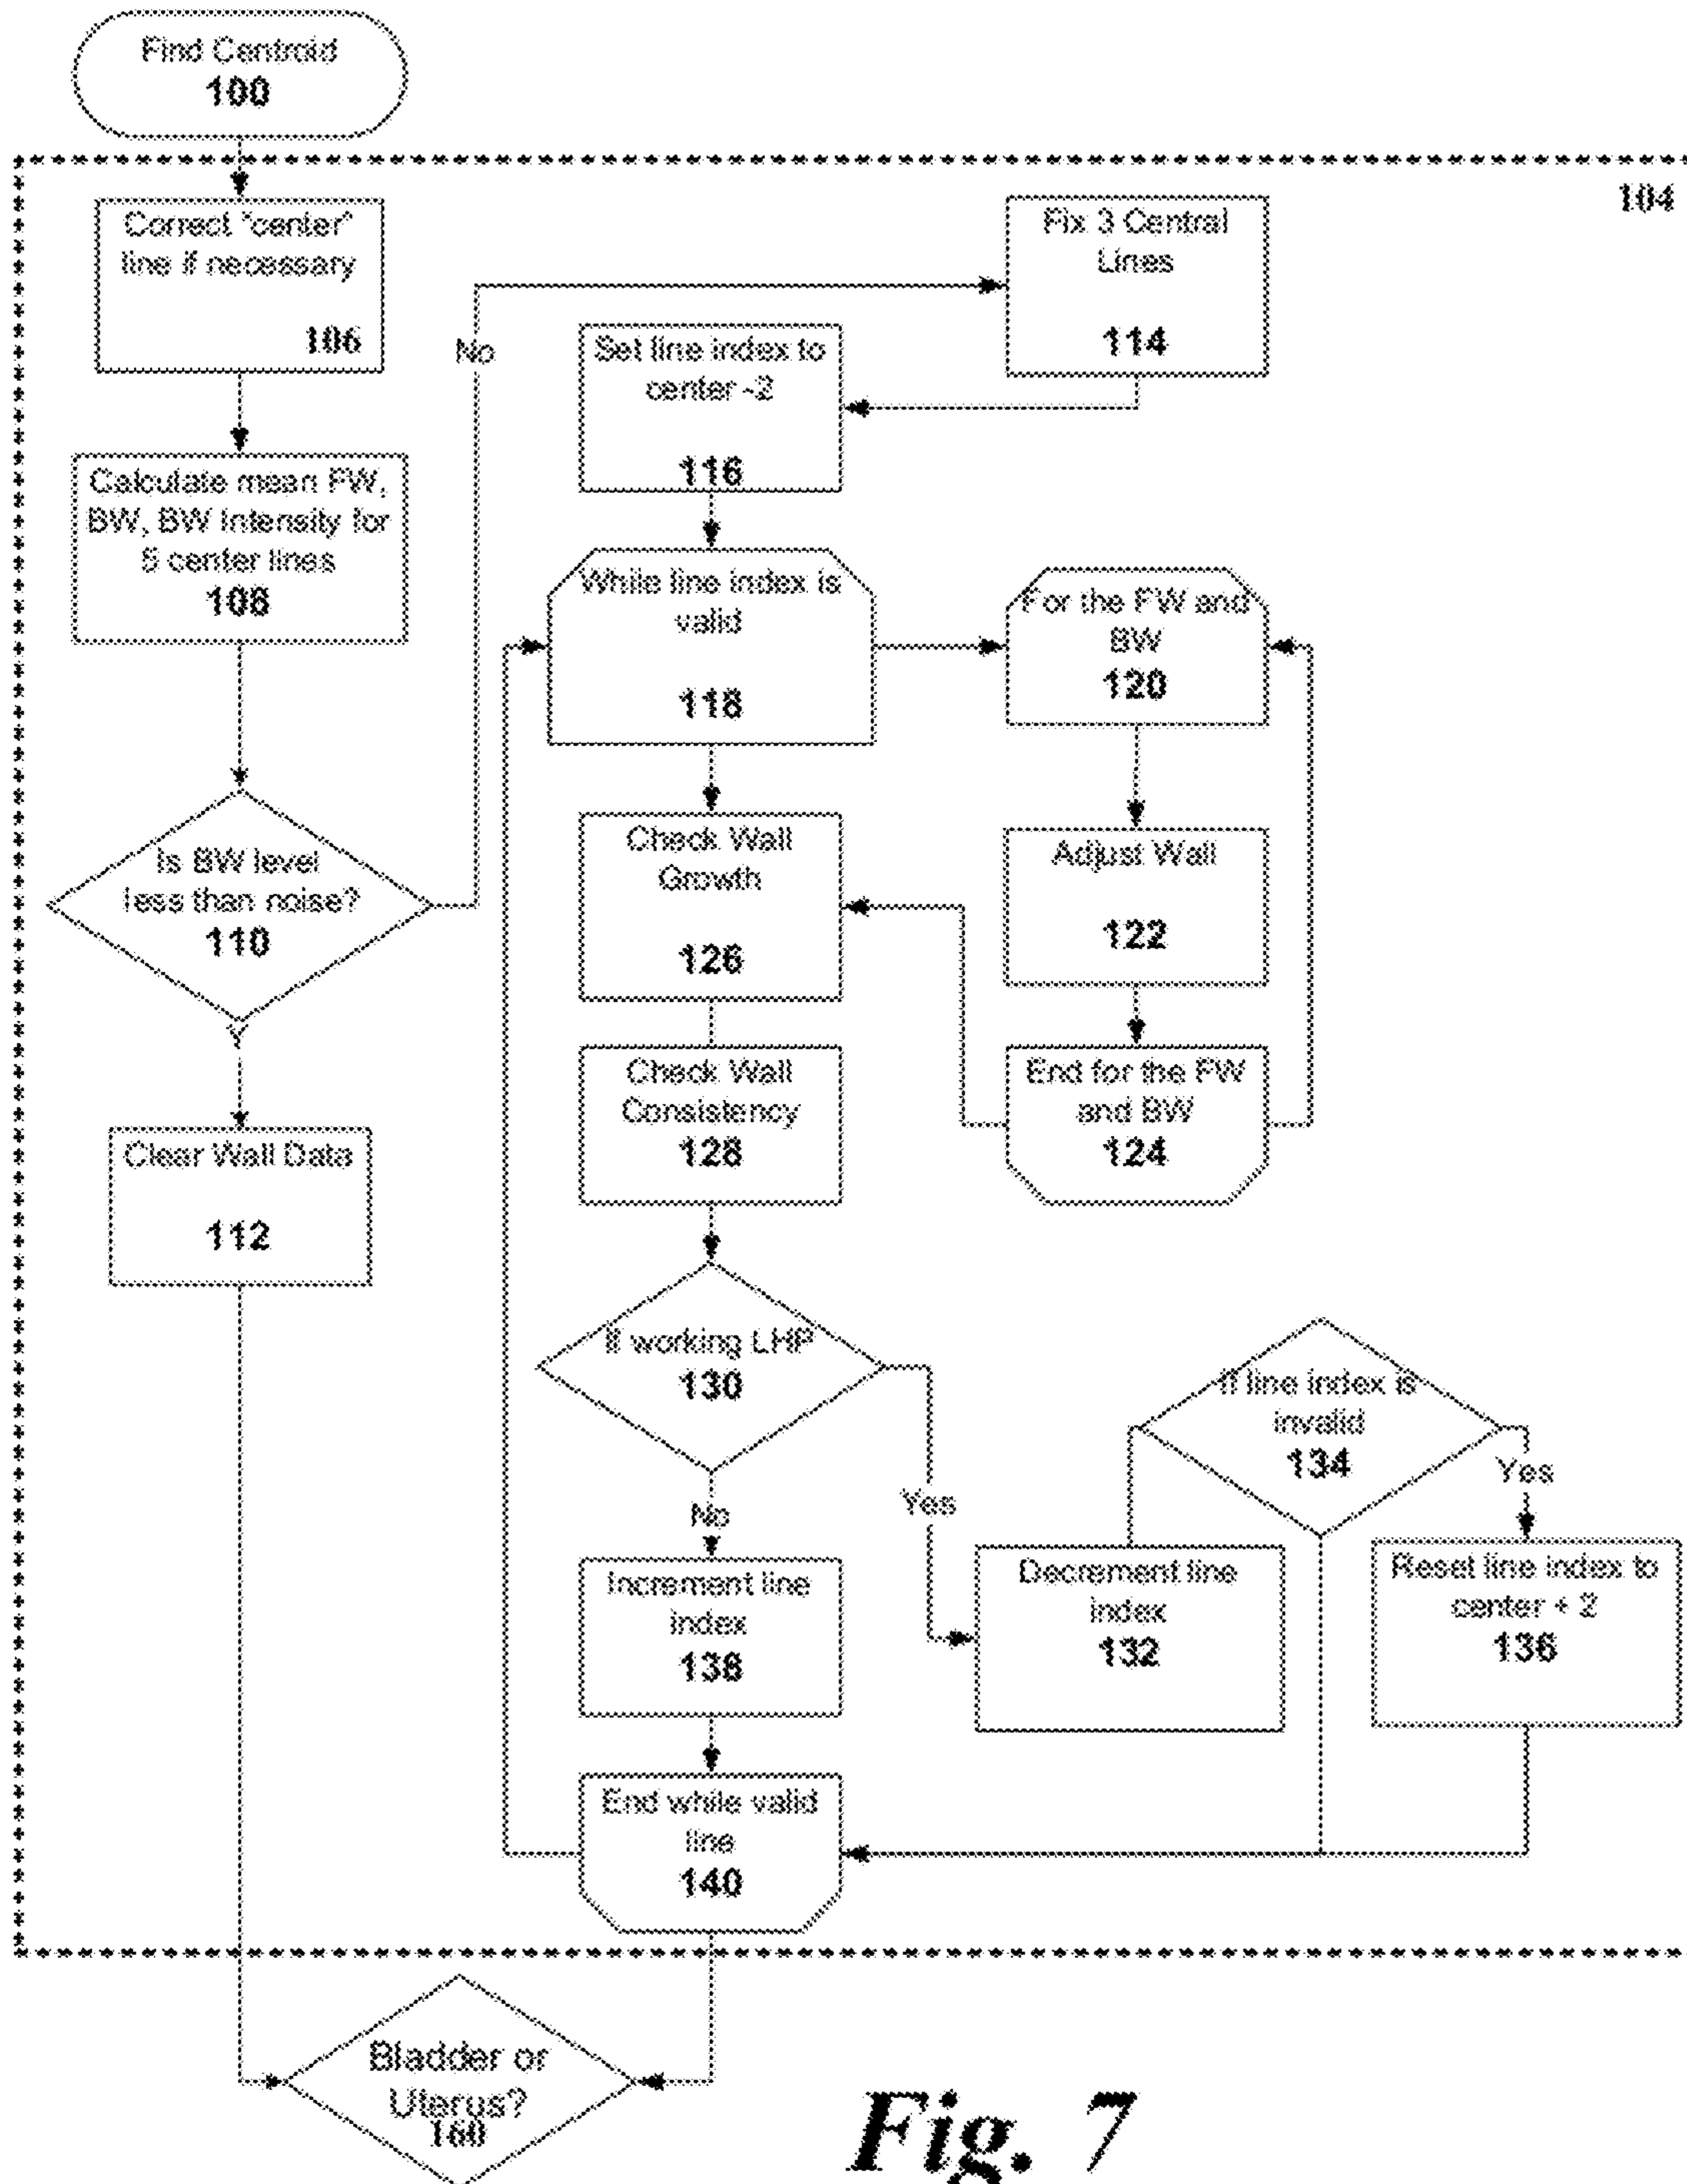 Find Centroid
100
104
Correct "center"
line if necessary
106
Calculate mean FW,
BW, BW Intensity for
5 center lines
108
Is BW level
less than noise?
110
Y
Clear Wall Data
112
No
Fix 3 Central
Lines
114
Set line index to
center -2
116
While line index is
valid
118
For the FW and
BW
120
Adjust Wall
122
End for the FW
and BW
124
Check Wall
Growth
126
Check Wall
Consistency
128
If working LHP
130
No
Yes
Increment line
index
138
Decrement line
index
132
If line index is
invalid
134
Yes
Reset line index to
center + 2
136
End while valid
line
140
Bladder or
Uterus?
160
Fig. 7